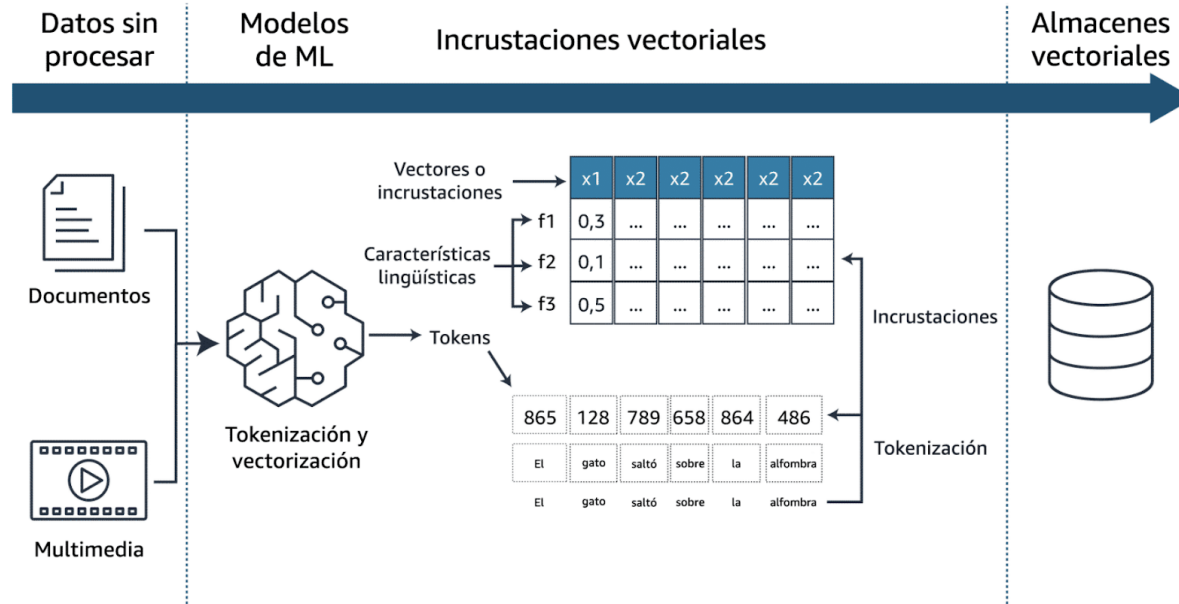 Datos sin
procesar
Modelos
de ML
Incrustaciones vectoriales
Almacenes
vectoriales
Documentos
Multimedia
Tokenización y
vectorización
Tokens
Vectores o
incrustaciones
x1 x2 x2 x2 x2 x2
Características
lingüísticas
f1 0,3 ... ... ... ... ...
f2 0,1 ... ... ... ... ...
f3 0,5 ... ... ... ... ...
Incrustaciones
865 128 789 658 864 486
Tokenización
El gato saltó sobre la alfombra
El gato saltó sobre la alfombra